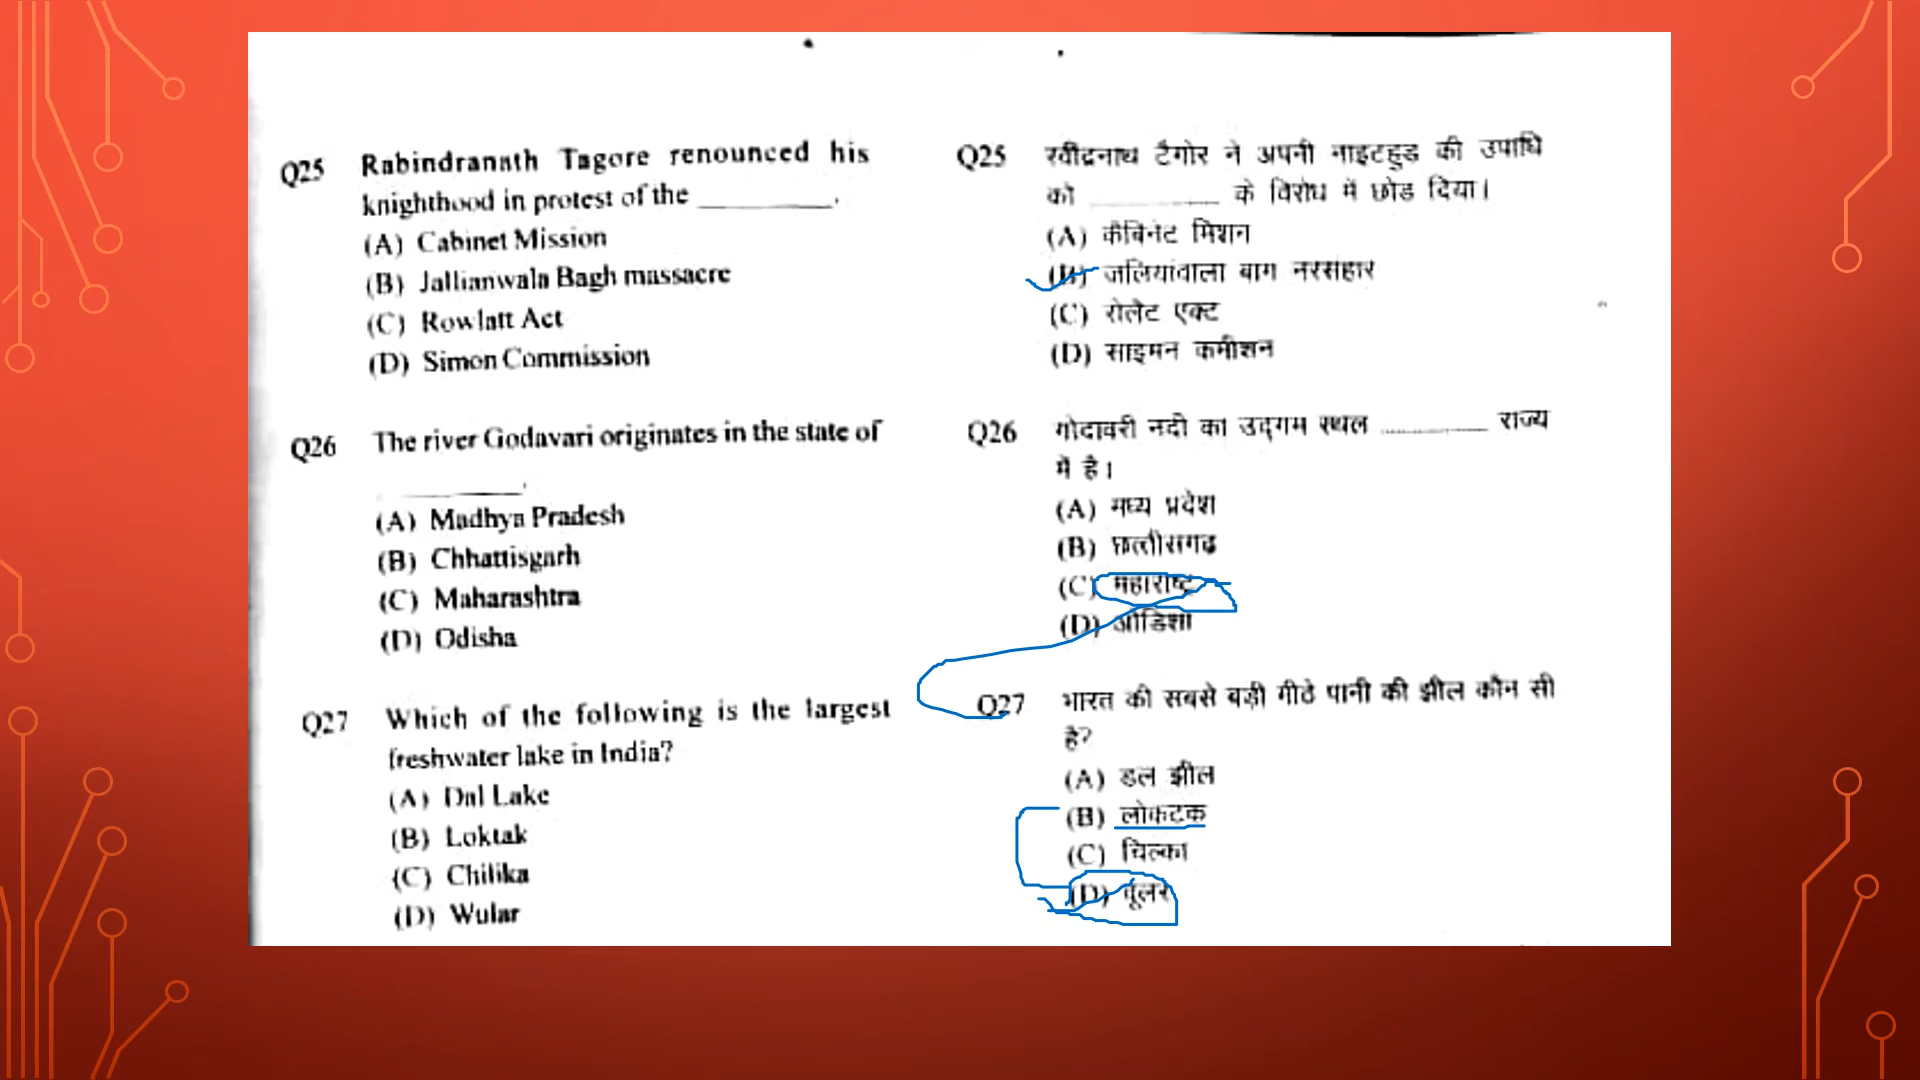 Q25 Rabindranath Tagore renounced his
knighthood in protest of the __________.
(A) Cabinet Mission
(B) Jallianwala Bagh massacre
(C) Rowlatt Act
(D) Simon Commission
Q26 The river Godavari originates in the state of
__________.
(A) Madhya Pradesh
(B) Chhattisgarh
(C) Maharashtra
(D) Odisha
Q27 Which of the following is the largest
freshwater lake in India?
(A) Dal Lake
(B) Loktak
(C) Chilika
(D) Wular
Q25 रवींद्रनाथ टैगोर ने अपनी नाइटहुड की उपाधि
को __________ के विरोध में छोड दिया।
(A) कैबिनेट मिशन
(B) जलियांवाला बाग नरसंहार
(C) रोलैट एक्ट
(D) साइमन कमीशन
Q26 गोदावरी नदी का उद्गम स्थल __________ राज्य
में है।
(A) मध्य प्रदेश
(B) छत्तीसगढ
(C) महाराष्ट्र
(D) ओडिशा
Q27 भारत की सबसे बड़ी मीठे पानी की झील कौन सी
है?
(A) डल झील
(B) लोकटक
(C) चिल्का
(D) वूलर